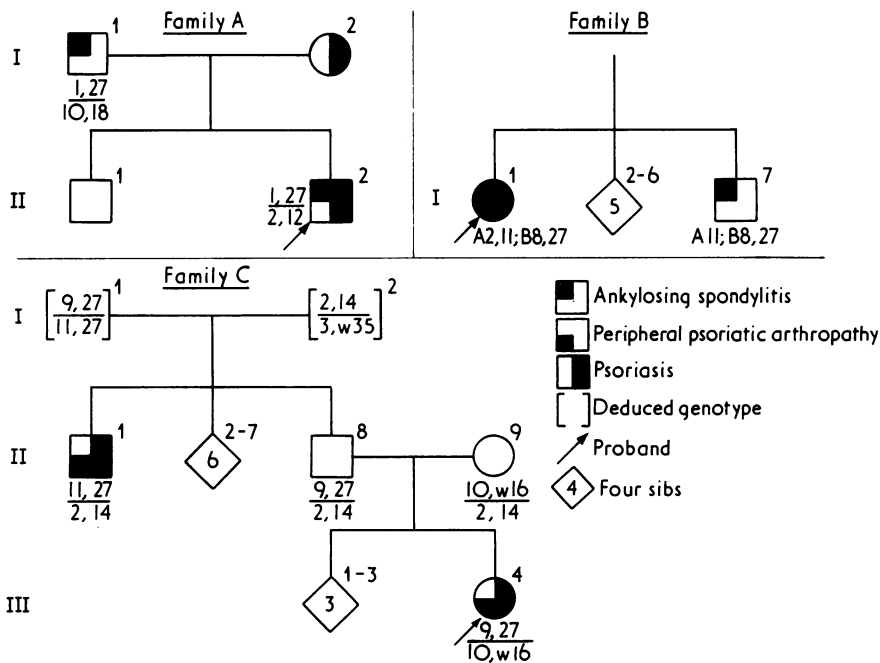 Family A
I
1
2
1, 27
10, 18
II
1
2
1, 27
2, 12
Family B
I
1
2-6
5
7
A2, 11; B8, 27
A11; B8, 27
Family C
I
9, 27
11, 27
1
2, 14
3, w35
2
II
1
2-7
6
8
9
11, 27
2, 14
9, 27
2, 14
10, w16
2, 14
III
1-3
3
4
9, 27
10, w16
Ankylosing spondylitis
Peripheral psoriatic arthropathy
Psoriasis
Deduced genotype
Proband
4 Four sibs